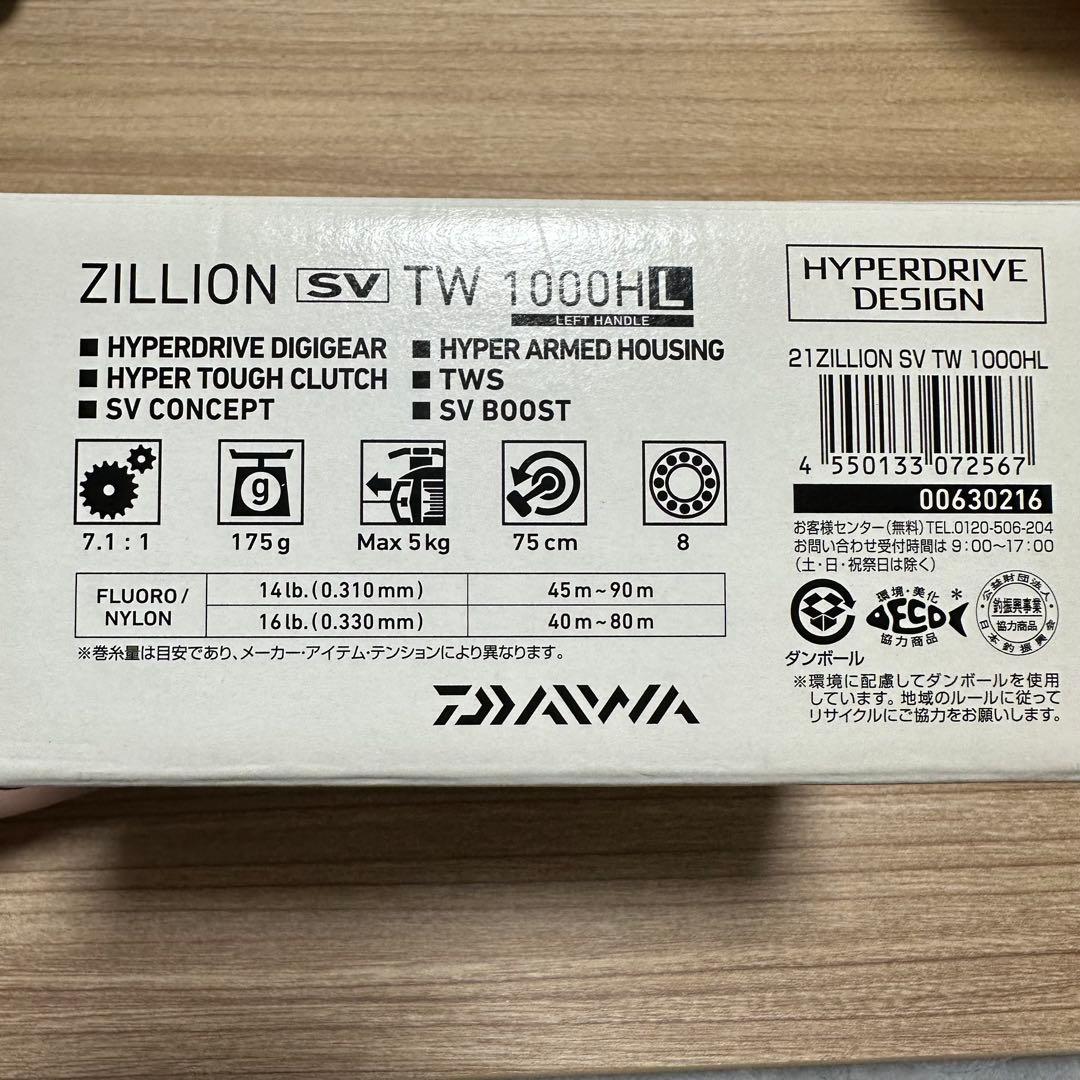 ZILLION SV TW 1000HL
LEFT HANDLE
■ HYPERDRIVE DIGIGEAR
■ HYPER ARMED HOUSING
■ HYPER TOUGH CLUTCH
■ TWS
■ SV CONCEPT
■ SV BOOST
g
7.1 : 1
175g
Max 5kg
75cm
8
FLUORO/
NYLON
14lb.(0.310mm)
45m~90m
16lb.(0.330mm)
40m~80m
※巻糸量は目安であり、メーカー・アイテム・テンションにより異なります。
DAIWA
HYPERDRIVE
DESIGN
21ZILLION SV TW 1000HL
4 550133 072567
00630216
お客様センター(無料)TEL.0120-506-204
お問い合わせ受付時間は 9:00~17:00
(土・日・祝祭日は除く)
ダンボール
環境・美化
DECO
協力商品
公益財団法人
釣振興事業
協力商品
日本釣振興会
※環境に配慮してダンボールを使用
しています。地域のルールに従って
リサイクルにご協力をお願いします。